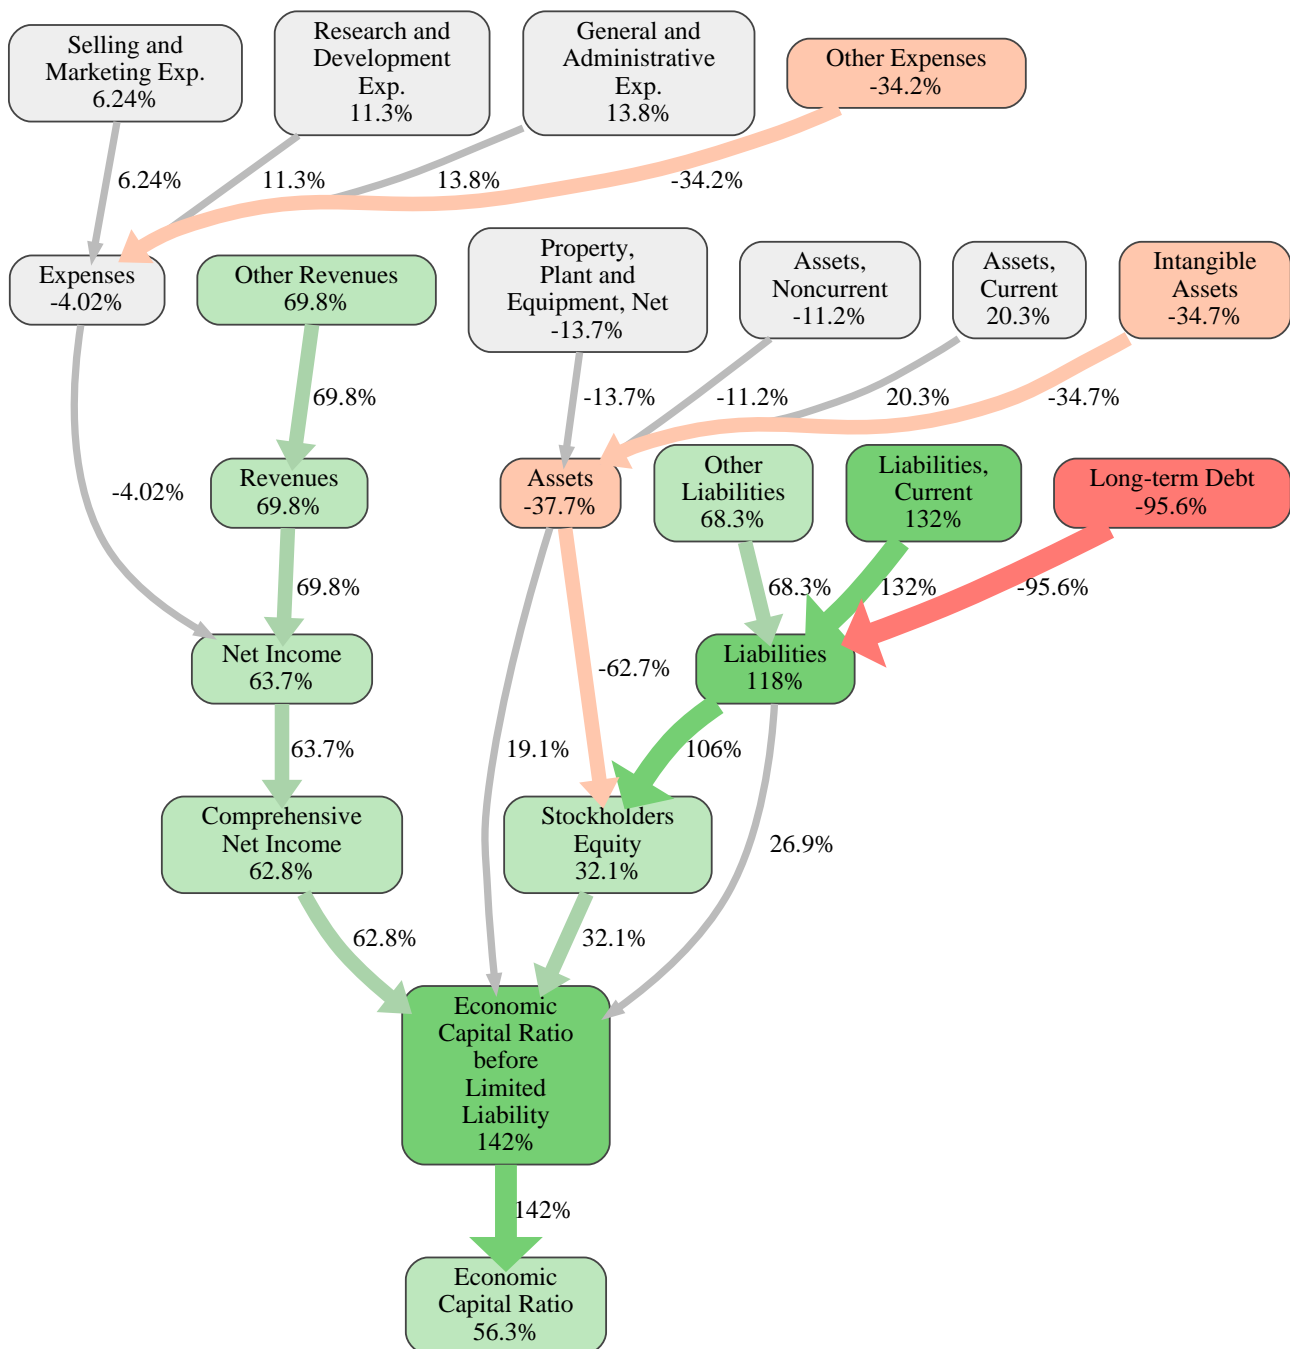 Selling and
Marketing Exp.
6.24%
Research and
Development
Exp.
11.3%
General and
Administrative
Exp.
13.8%
Other Expenses
-34.2%
6.24%
11.3%
13.8%
-34.2%
Expenses
-4.02%
Other Revenues
69.8%
Property,
Plant and
Equipment, Net
-13.7%
Assets,
Noncurrent
-11.2%
Assets,
Current
20.3%
Intangible
Assets
-34.7%
69.8%
-13.7%
-11.2%
20.3%
-34.7%
-4.02%
Revenues
69.8%
Assets
-37.7%
Other
Liabilities
68.3%
Liabilities,
Current
132%
Long-term Debt
-95.6%
69.8%
68.3%
132%
-95.6%
Net Income
63.7%
-62.7%
Liabilities
118%
63.7%
19.1%
106%
Comprehensive
Net Income
62.8%
Stockholders
Equity
32.1%
26.9%
62.8%
32.1%
Economic
Capital Ratio
before
Limited
Liability
142%
142%
Economic
Capital Ratio
56.3%